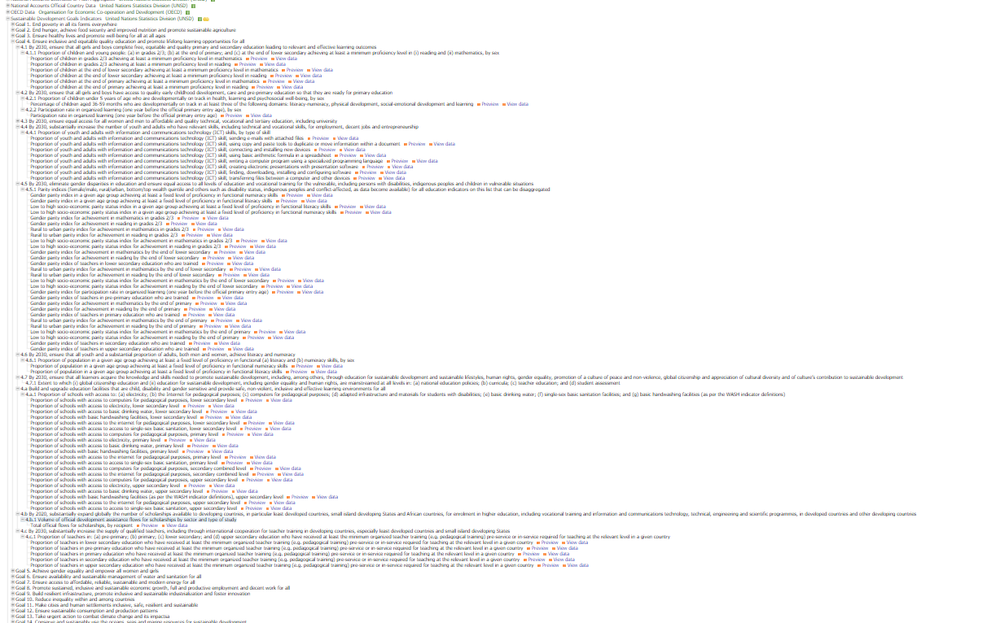 National Accounts Official Country Data United Nations Statistics Division (UNSD)
OECD Data Organisation for Economic Co-operation and Development (OECD)
Sustainable Development Goals Indicators United Nations Statistics Division (UNSD)
Goal 1. End poverty in all its forms everywhere
Goal 2. End hunger, achieve food security and improved nutrition and promote sustainable agriculture
Goal 3. Ensure healthy lives and promote well-being for all at all ages
Goal 4. Ensure inclusive and equitable quality education and promote lifelong learning opportunities for all
4.1 By 2030, ensure that all girls and boys complete free, equitable and quality primary and secondary education leading to relevant and effective learning outcomes
4.1.1 Proportion of children and young people: (a) in grades 2/3; (b) at the end of primary; and (c) at the end of lower secondary achieving at least a minimum proficiency level in (i) reading and (ii) mathematics, by sex
Proportion of children in grades 2/3 achieving at least a minimum proficiency level in mathematics Preview View data
Proportion of children in grades 2/3 achieving at least a minimum proficiency level in reading Preview View data
Proportion of children at the end of lower secondary achieving at least a minimum proficiency level in mathematics Preview View data
Proportion of children at the end of lower secondary achieving at least a minimum proficiency level in reading Preview View data
Proportion of children at the end of primary achieving at least a minimum proficiency level in mathematics Preview View data
Proportion of children at the end of primary achieving at least a minimum proficiency level in reading Preview View data
4.2 By 2030, ensure that all girls and boys have access to quality early childhood development, care and pre-primary education so that they are ready for primary education
4.2.1 Proportion of children under 5 years of age who are developmentally on track in health, learning and psychosocial well-being, by sex
Percentage of children aged 36-59 months who are developmentally on track in at least three of the following domains: literacy-numeracy, physical development, social-emotional development and learning Preview View data
4.2.2 Participation rate in organized learning (one year before the official primary entry age), by sex
Participation rate in organized learning (one year before the official primary entry age) Preview View data
4.3 By 2030, ensure equal access for all women and men to affordable and quality technical, vocational and tertiary education, including university
4.4 By 2030, substantially increase the number of youth and adults who have relevant skills, including technical and vocational skills, for employment, decent jobs and entrepreneurship
4.4.1 Proportion of youth and adults with information and communications technology (ICT) skills, by type of skill
Proportion of youth and adults with information and communications technology (ICT) skill, sending e-mails with attached files Preview View data
Proportion of youth and adults with information and communications technology (ICT) skill, using copy and paste tools to duplicate or move information within a document Preview View data
Proportion of youth and adults with information and communications technology (ICT) skill, connecting and installing new devices Preview View data
Proportion of youth and adults with information and communications technology (ICT) skill, using basic arithmetic formula in a spreadsheet Preview View data
Proportion of youth and adults with information and communications technology (ICT) skill, writing a computer program using a specialized programming language Preview View data
Proportion of youth and adults with information and communications technology (ICT) skill, creating electronic presentations with presentation software Preview View data
Proportion of youth and adults with information and communications technology (ICT) skill, finding, downloading, installing and configuring software Preview View data
Proportion of youth and adults with information and communications technology (ICT) skill, transferring files between a computer and other devices Preview View data
4.5 By 2030, eliminate gender disparities in education and ensure equal access to all levels of education and vocational training for the vulnerable, including persons with disabilities, indigenous peoples and children in vulnerable situations
4.5.1 Parity indices (female/male, rural/urban, bottom/top wealth quintile and others such as disability status, indigenous peoples and conflict-affected, as data become available) for all education indicators on this list that can be disaggregated
Gender parity index in a given age group achieving at least a fixed level of proficiency in functional numeracy skills Preview View data
Gender parity index in a given age group achieving at least a fixed level of proficiency in functional literacy skills Preview View data
Low to high socio-economic parity status index in a given age group achieving at least a fixed level of proficiency in functional literacy skills Preview View data
Low to high socio-economic parity status index in a given age group achieving at least a fixed level of proficiency in functional numeracy skills Preview View data
Gender parity index for achievement in mathematics in grades 2/3 Preview View data
Gender parity index for achievement in reading in grades 2/3 Preview View data
Rural to urban parity index for achievement in mathematics in grades 2/3 Preview View data
Rural to urban parity index for achievement in reading in grades 2/3 Preview View data
Low to high socio-economic parity status index for achievement in mathematics in grades 2/3 Preview View data
Low to high socio-economic parity status index for achievement in reading in grades 2/3 Preview View data
Gender parity index for achievement in mathematics by the end of lower secondary Preview View data
Gender parity index for achievement in reading by the end of lower secondary Preview View data
Gender parity index of teachers in lower secondary education who are trained Preview View data
Rural to urban parity index for achievement in mathematics by the end of lower secondary Preview View data
Rural to urban parity index for achievement in reading by the end of lower secondary Preview View data
Low to high socio-economic parity status index for achievement in mathematics by the end of lower secondary Preview View data
Low to high socio-economic parity status index for achievement in reading by the end of lower secondary Preview View data
Gender parity index for participation rate in organized learning (one year before the official primary entry age) Preview View data
Gender parity index of teachers in pre-primary education who are trained Preview View data
Gender parity index for achievement in mathematics by the end of primary Preview View data
Gender parity index for achievement in reading by the end of primary Preview View data
Gender parity index of teachers in primary education who are trained Preview View data
Rural to urban parity index for achievement in mathematics by the end of primary Preview View data
Rural to urban parity index for achievement in reading by the end of primary Preview View data
Low to high socio-economic parity status index for achievement in mathematics by the end of primary Preview View data
Low to high socio-economic parity status index for achievement in reading by the end of primary Preview View data
Gender parity index of teachers in secondary education who are trained Preview View data
Gender parity index of teachers in upper secondary education who are trained Preview View data
4.6 By 2030, ensure that all youth and a substantial proportion of adults, both men and women, achieve literacy and numeracy
4.6.1 Proportion of population in a given age group achieving at least a fixed level of proficiency in functional (a) literacy and (b) numeracy skills, by sex
Proportion of population in a given age group achieving at least a fixed level of proficiency in functional numeracy skills Preview View data
Proportion of population in a given age group achieving at least a fixed level of proficiency in functional literacy skills Preview View data
4.7 By 2030, ensure that all learners acquire the knowledge and skills needed to promote sustainable development, including, among others, through education for sustainable development and sustainable lifestyles, human rights, gender equality, promotion of a culture of peace and non-violence, global citizenship and appreciation of cultural diversity and of culture's contribution to sustainable development
4.7.1 Extent to which (i) global citizenship education and (ii) education for sustainable development, including gender equality and human rights, are mainstreamed at all levels in: (a) national education policies; (b) curricula; (c) teacher education; and (d) student assessment
4.a Build and upgrade education facilities that are child, disability and gender sensitive and provide safe, non-violent, inclusive and effective learning environments for all
4.a.1 Proportion of schools with access to: (a) electricity; (b) the Internet for pedagogical purposes; (c) computers for pedagogical purposes; (d) adapted infrastructure and materials for students with disabilities; (e) basic drinking water; (f) single-sex basic sanitation facilities; and (g) basic handwashing facilities (as per the WASH indicator definitions)
Proportion of schools with access to computers for pedagogical purposes, lower secondary level Preview View data
Proportion of schools with access to electricity, lower secondary level Preview View data
Proportion of schools with access to basic drinking water, lower secondary level Preview View data
Proportion of schools with basic handwashing facilities, lower secondary level Preview View data
Proportion of schools with access to the internet for pedagogical purposes, lower secondary level Preview View data
Proportion of schools with access to access to single-sex basic sanitation, lower secondary level Preview View data
Proportion of schools with access to computers for pedagogical purposes, primary level Preview View data
Proportion of schools with access to electricity, primary level Preview View data
Proportion of schools with access to basic drinking water, primary level Preview View data
Proportion of schools with basic handwashing facilities, primary level Preview View data
Proportion of schools with access to the internet for pedagogical purposes, primary level Preview View data
Proportion of schools with access to access to single-sex basic sanitation, primary level Preview View data
Proportion of schools with access to computers for pedagogical purposes, secondary combined level Preview View data
Proportion of schools with access to the internet for pedagogical purposes, secondary combined level Preview View data
Proportion of schools with access to computers for pedagogical purposes, upper secondary level Preview View data
Proportion of schools with access to electricity, upper secondary level Preview View data
Proportion of schools with access to basic drinking water, upper secondary level Preview View data
Proportion of schools with basic handwashing facilities (as per the WASH indicator definitions), upper secondary level Preview View data
Proportion of schools with access to the internet for pedagogical purposes, upper secondary level Preview View data
Proportion of schools with access to access to single-sex basic sanitation, upper secondary level Preview View data
4.b By 2020, substantially expand globally the number of scholarships available to developing countries, in particular least developed countries, small island developing States and African countries, for enrolment in higher education, including vocational training and information and communications technology, technical, engineering and scientific programmes, in developed countries and other developing countries
4.b.1 Volume of official development assistance flows for scholarships by sector and type of study
Total official flows for scholarships, by recipient Preview View data
4.c By 2030, substantially increase the supply of qualified teachers, including through international cooperation for teacher training in developing countries, especially least developed countries and small island developing States
4.c.1 Proportion of teachers in: (a) pre-primary; (b) primary; (c) lower secondary; and (d) upper secondary education who have received at least the minimum organized teacher training (e.g. pedagogical training) pre-service or in-service required for teaching at the relevant level in a given country
Proportion of teachers in lower secondary education who have received at least the minimum organized teacher training (e.g. pedagogical training) pre-service or in-service required for teaching at the relevant level in a given country Preview View data
Proportion of teachers in pre-primary education who have received at least the minimum organized teacher training (e.g. pedagogical training) pre-service or in-service required for teaching at the relevant level in a given country Preview View data
Proportion of teachers in primary education who have received at least the minimum organized teacher training (e.g. pedagogical training) pre-service or in-service required for teaching at the relevant level in a given country Preview View data
Proportion of teachers in secondary education who have received at least the minimum organized teacher training (e.g. pedagogical training) pre-service or in-service required for teaching at the relevant level in a given country Preview View data
Proportion of teachers in upper secondary education who have received at least the minimum organized teacher training (e.g. pedagogical training) pre-service or in-service required for teaching at the relevant level in a given country Preview View data
Goal 5. Achieve gender equality and empower all women and girls
Goal 6. Ensure availability and sustainable management of water and sanitation for all
Goal 7. Ensure access to affordable, reliable, sustainable and modern energy for all
Goal 8. Promote sustained, inclusive and sustainable economic growth, full and productive employment and decent work for all
Goal 9. Build resilient infrastructure, promote inclusive and sustainable industrialization and foster innovation
Goal 10. Reduce inequality within and among countries
Goal 11. Make cities and human settlements inclusive, safe, resilient and sustainable
Goal 12. Ensure sustainable consumption and production patterns
Goal 13. Take urgent action to combat climate change and its impactsa
Goal 14. Conserve and sustainably use the oceans, seas and marine resources for sustainable development